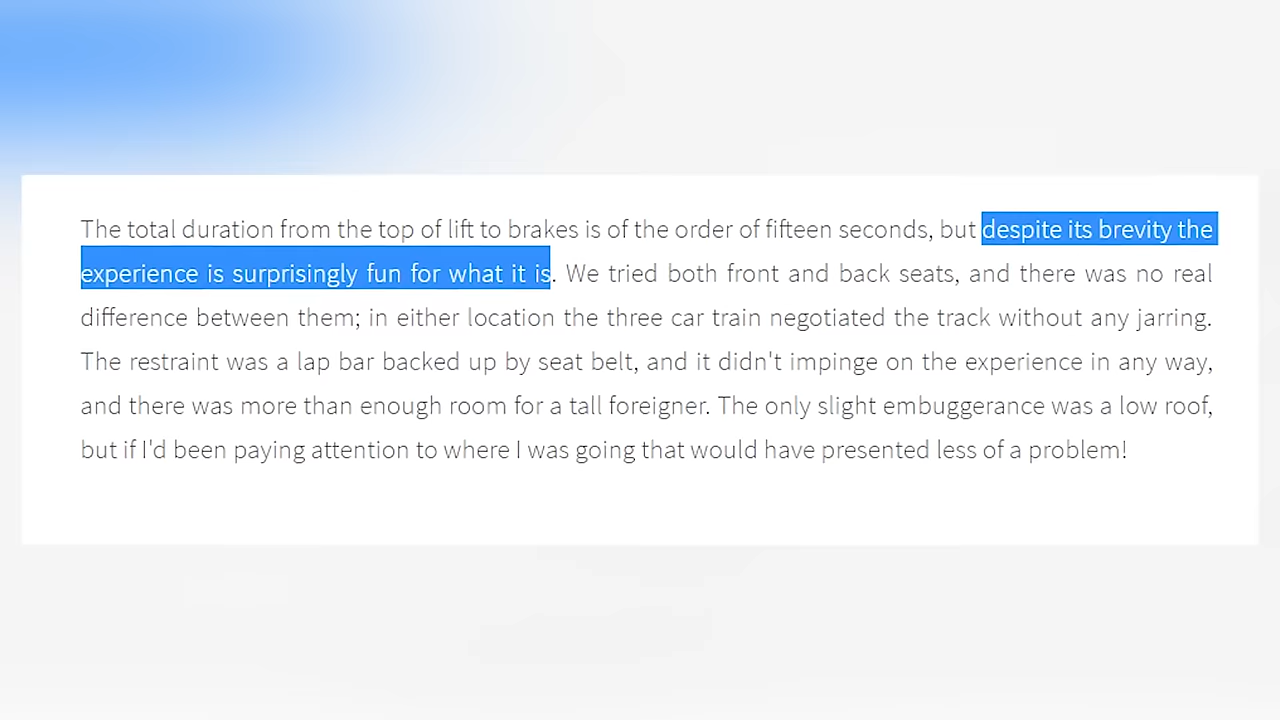 The total duration from the top of lift to brakes is of the order of fifteen seconds, but despite its brevity the
experience is surprisingly fun for what it is. We tried both front and back seats, and there was no real
difference between them; in either location the three car train negotiated the track without any jarring.
The restraint was a lap bar backed up by seat belt, and it didn't impinge on the experience in any way,
and there was more than enough room for a tall foreigner. The only slight embuggerance was a low roof,
but if I'd been paying attention to where I was going that would have presented less of a problem!